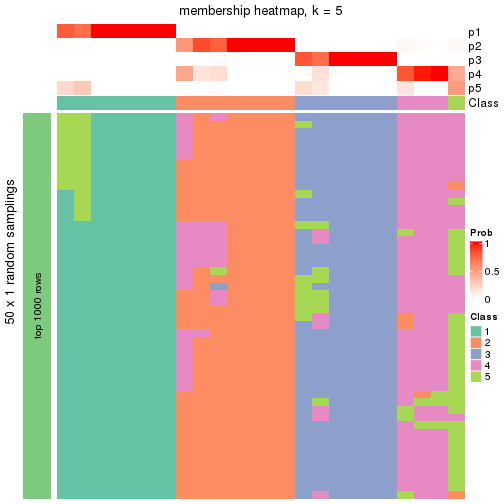 membership heatmap, k = 5
p1
p2
p3
p4
p5
Class
50 x 1 random samplings
top 1000 rows
Prob
1
0.5
0
Class
1
2
3
4
5